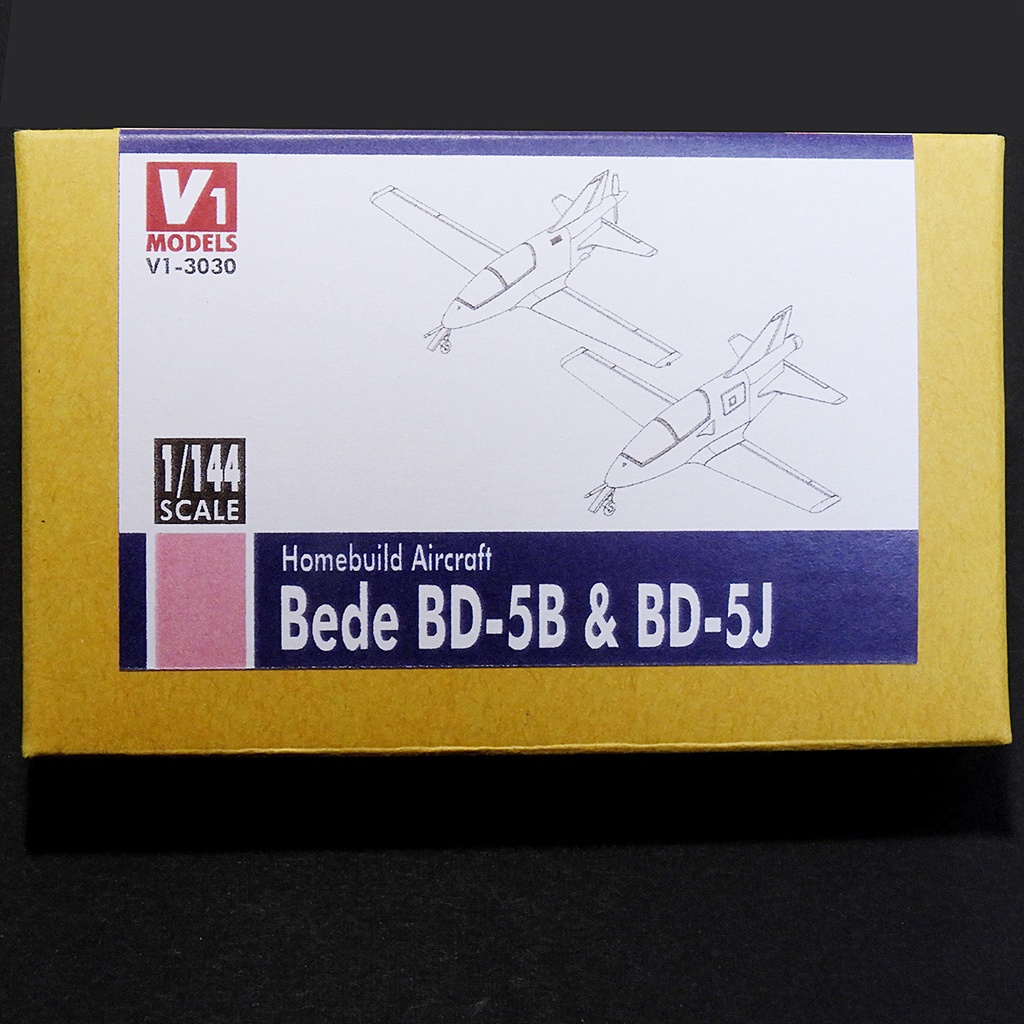 V1
MODELS
V1-3030
1/144
SCALE
Homebuild Aircraft
Bede BD-5B & BD-5J